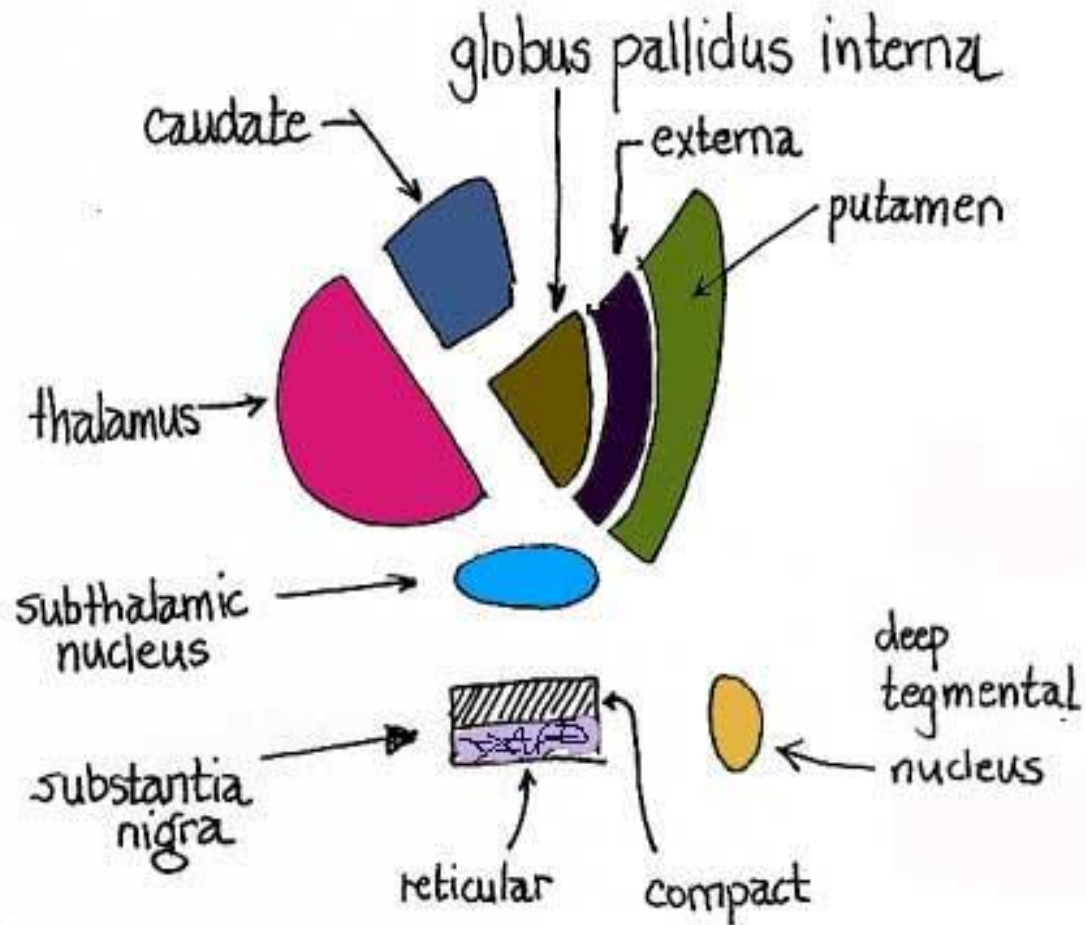 globus pallidus interna
caudate
externa
putamen
thalamus
subthalamic
nucleus
deep
tegmental
nucleus
substantia
nigra
reticular
compact